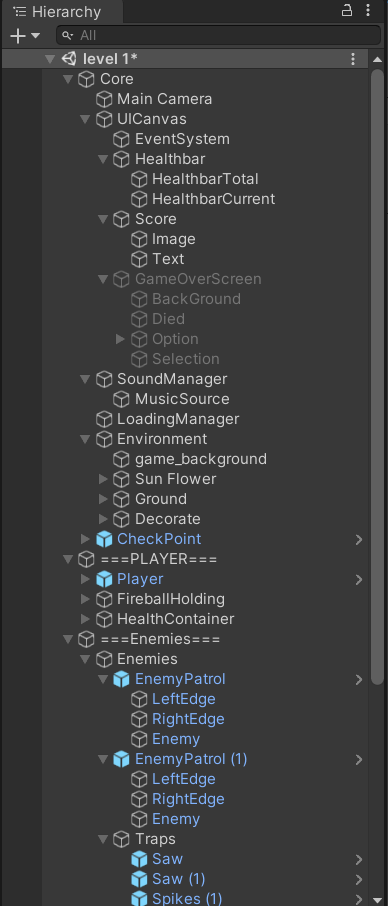 Hierarchy
All
level 1*
Core
Main Camera
UICanvas
EventSystem
Healthbar
HealthbarTotal
HealthbarCurrent
Score
Image
Text
GameOverScreen
BackGround
Died
Option
Selection
SoundManager
MusicSource
LoadingManager
Environment
game_background
Sun Flower
Ground
Decorate
CheckPoint
===PLAYER===
Player
FireballHolding
HealthContainer
===Enemies===
Enemies
EnemyPatrol
LeftEdge
RightEdge
Enemy
EnemyPatrol (1)
LeftEdge
RightEdge
Enemy
Traps
Saw
Saw (1)
Spikes (1)